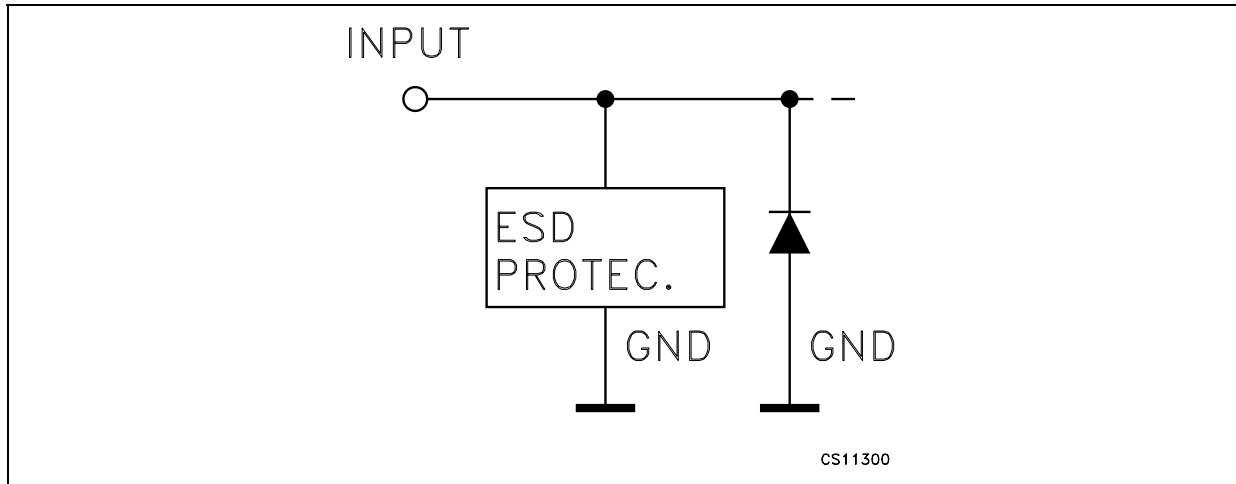 INPUT
ESD
PROTEC.
GND
GND
CS11300